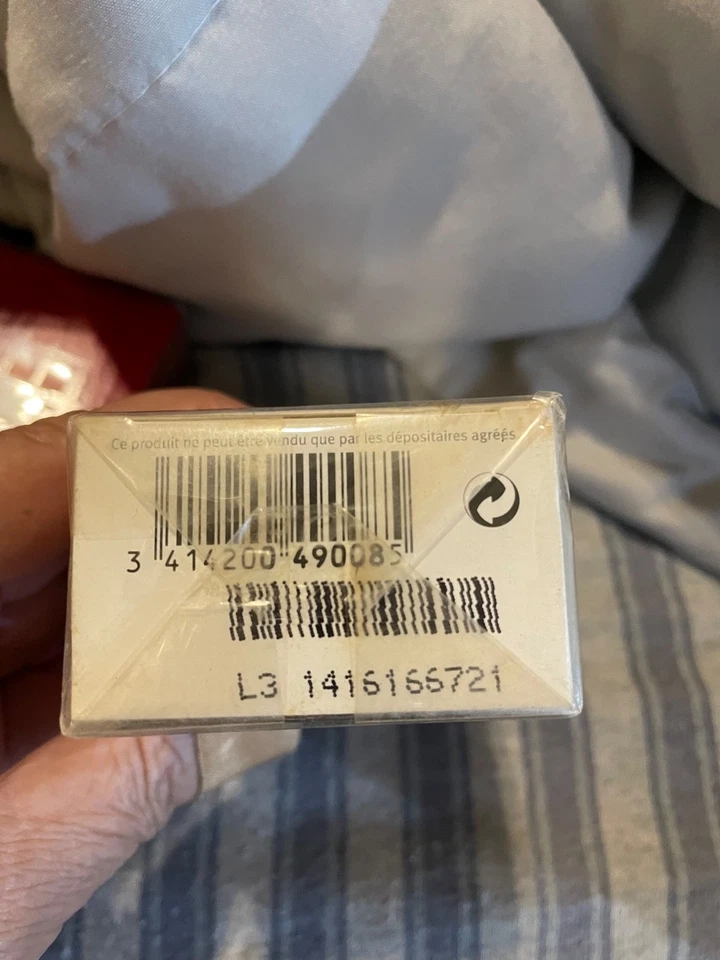 Ce produit ne peut être vendu que par les dépositaires agréés
3 414200 490085
L3 1416166721